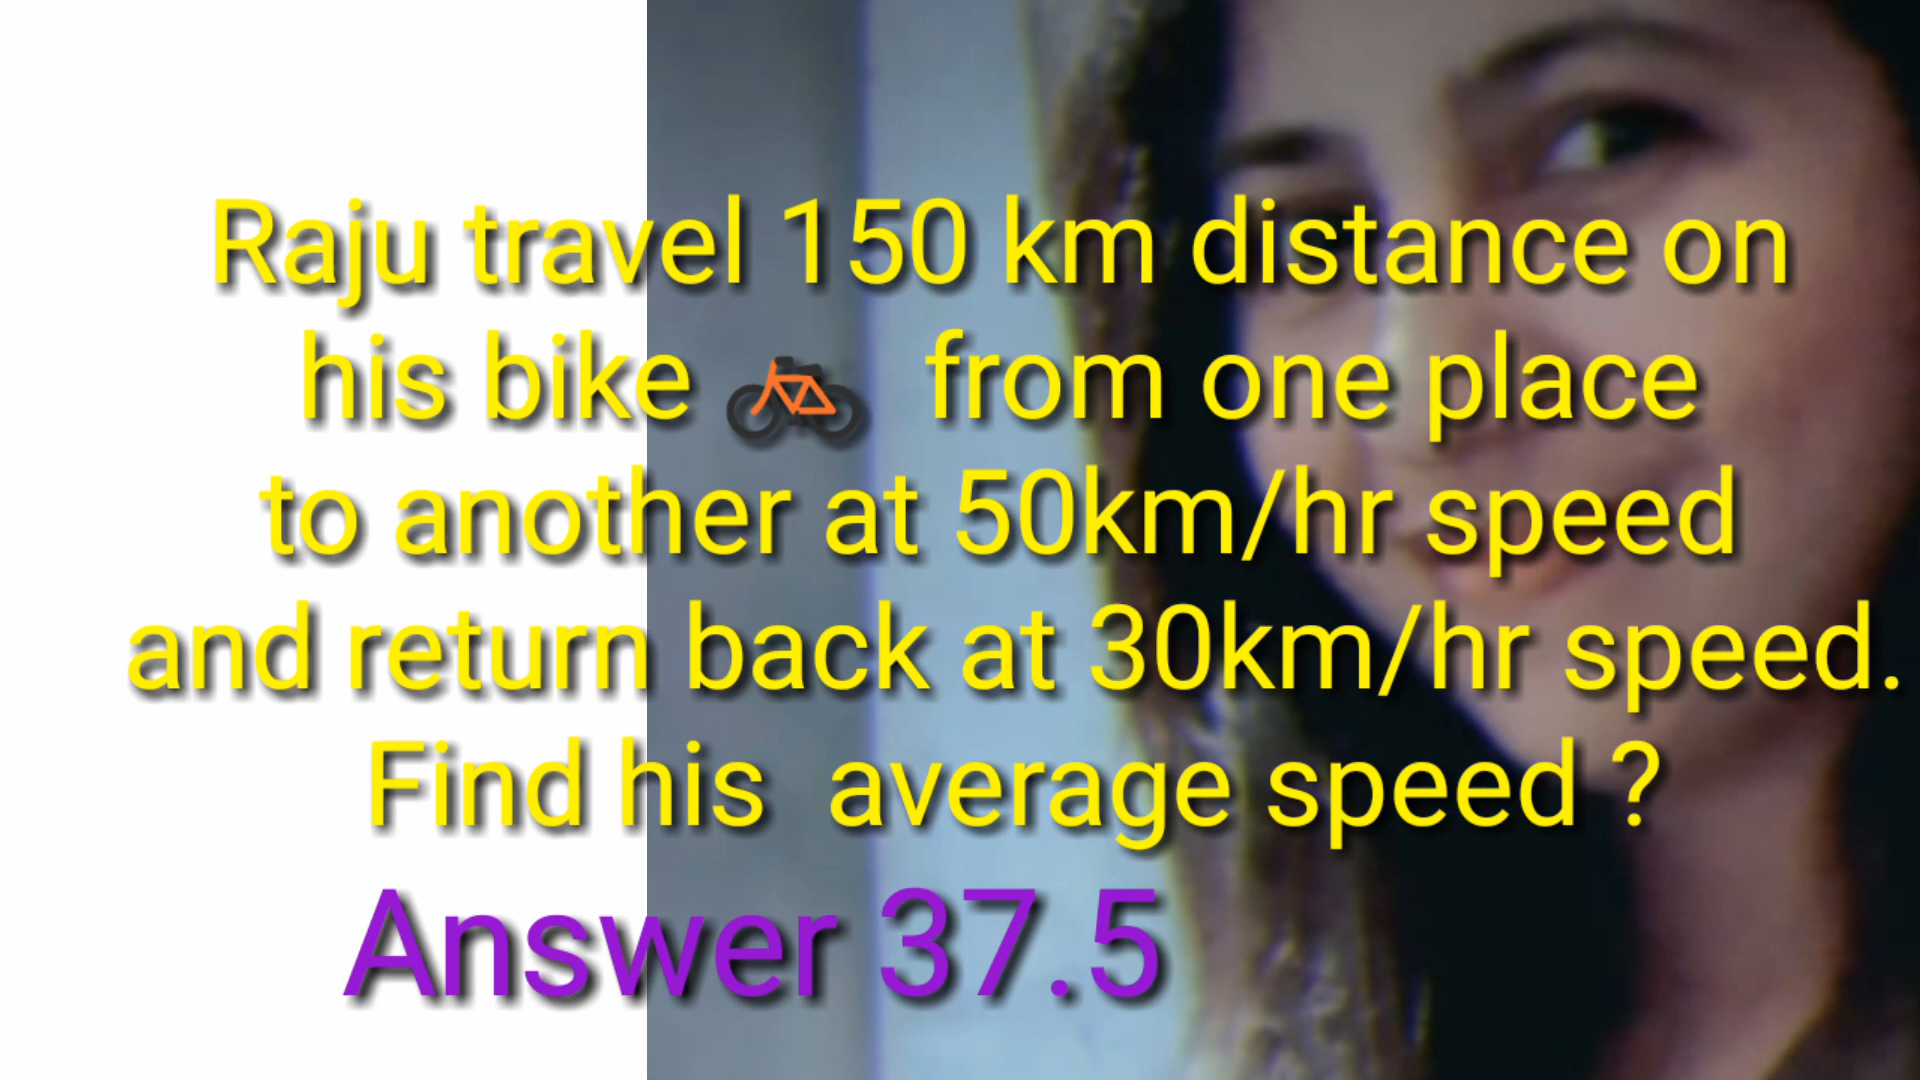 Raju travel 150 km distance on
his bike 🚲 from one place
to another at 50km/hr speed
and return back at 30km/hr speed.
Find his average speed ?
Answer 37.5